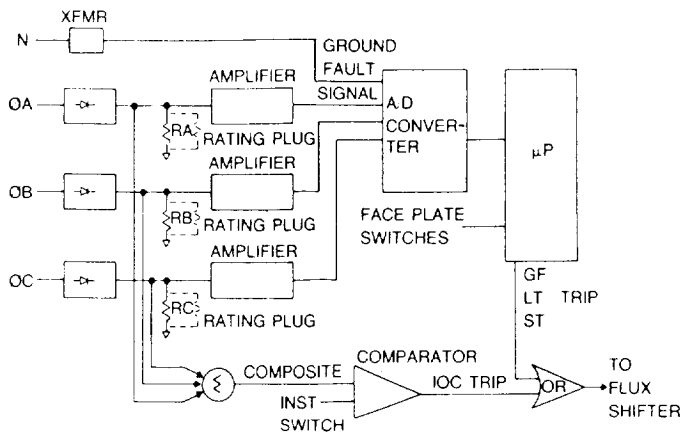 XFMR
N
GROUND
FAULT
SIGNAL
AMPLIFIER
ØA
RA
RATING PLUG
A/D
CONVER-
TER
µP
AMPLIFIER
ØB
RB
RATING PLUG
FACE PLATE
SWITCHES
AMPLIFIER
ØC
RC
RATING PLUG
GF
LT TRIP
ST
Σ
COMPOSITE
COMPARATOR
INST
SWITCH
IOC TRIP
OR
TO
FLUX
SHIFTER